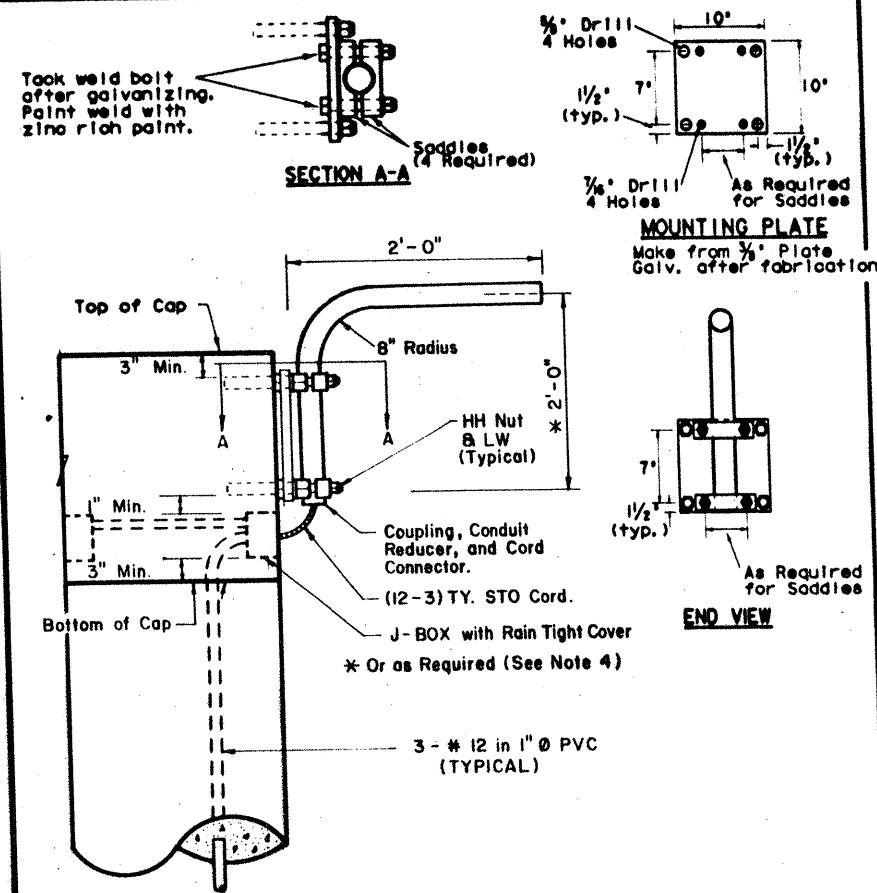 Tack weld bolt
after galvanizing.
Paint weld with
zinc rich paint.
Saddles
(4 Required)
SECTION A-A
5/8" Drill
4 Holes
10"
7"
10"
1 1/2"
(typ.)
1 1/2"
(typ.)
7/16" Drill
4 Holes
As Required
for Saddles
MOUNTING PLATE
Make from 3/8" Plate
Galv. after fabrication
2'-0"
Top of Cap
3" Min.
8" Radius
* 2'-0"
A
A
HH Nut
& LW
(Typical)
1" Min.
Coupling, Conduit
Reducer, and Cord
Connector.
3" Min.
(12-3) TY. STO Cord.
Bottom of Cap
J-BOX with Rain Tight Cover
* Or as Required (See Note 4)
3 - # 12 in 1" Ø PVC
(TYPICAL)
7"
1 1/2"
(typ.)
As Required
for Saddles
END VIEW